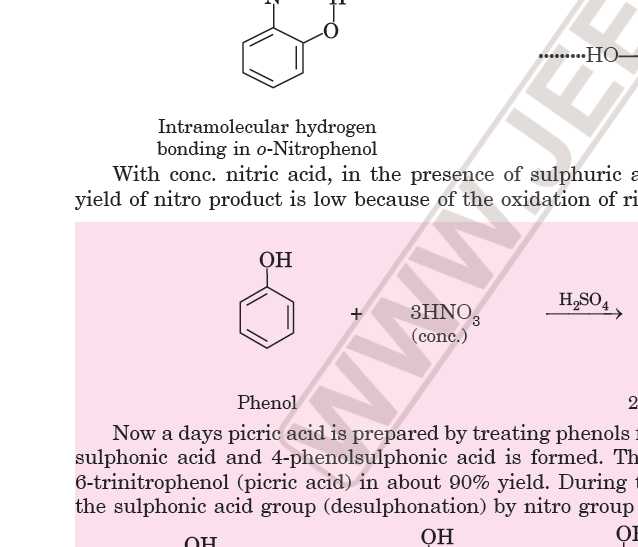 N H
O
HO
Intramolecular hydrogen
bonding in o-Nitrophenol
With conc. nitric acid, in the presence of sulphuric a
yield of nitro product is low because of the oxidation of ri
OH
+ 3HNO3 H2SO4
(conc.)
Phenol 2
Now a days picric acid is prepared by treating phenols
sulphonic acid and 4-phenolsulphonic acid is formed. Th
6-trinitrophenol (picric acid) in about 90% yield. During t
the sulphonic acid group (desulphonation) by nitro group
OH OH OH
WWW.JEE